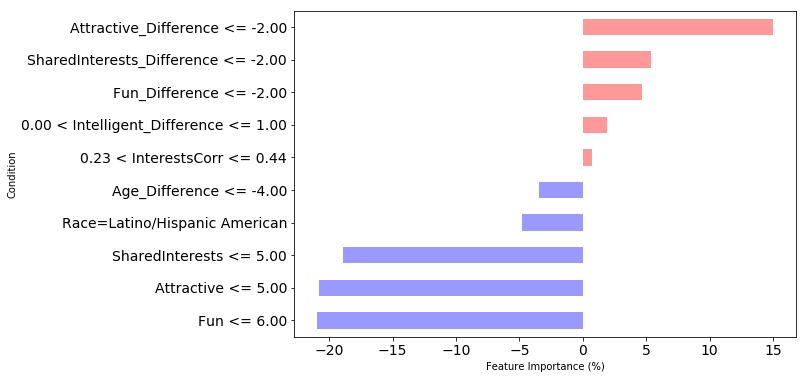 Attractive_Difference <= -2.00
SharedInterests_Difference <= -2.00
Fun_Difference <= -2.00
0.00 < Intelligent_Difference <= 1.00
0.23 < InterestsCorr <= 0.44
Age_Difference <= -4.00
Race=Latino/Hispanic American
SharedInterests <= 5.00
Attractive <= 5.00
Fun <= 6.00
Condition
−20 −15 −10 −5 0 5 10 15
Feature Importance (%)